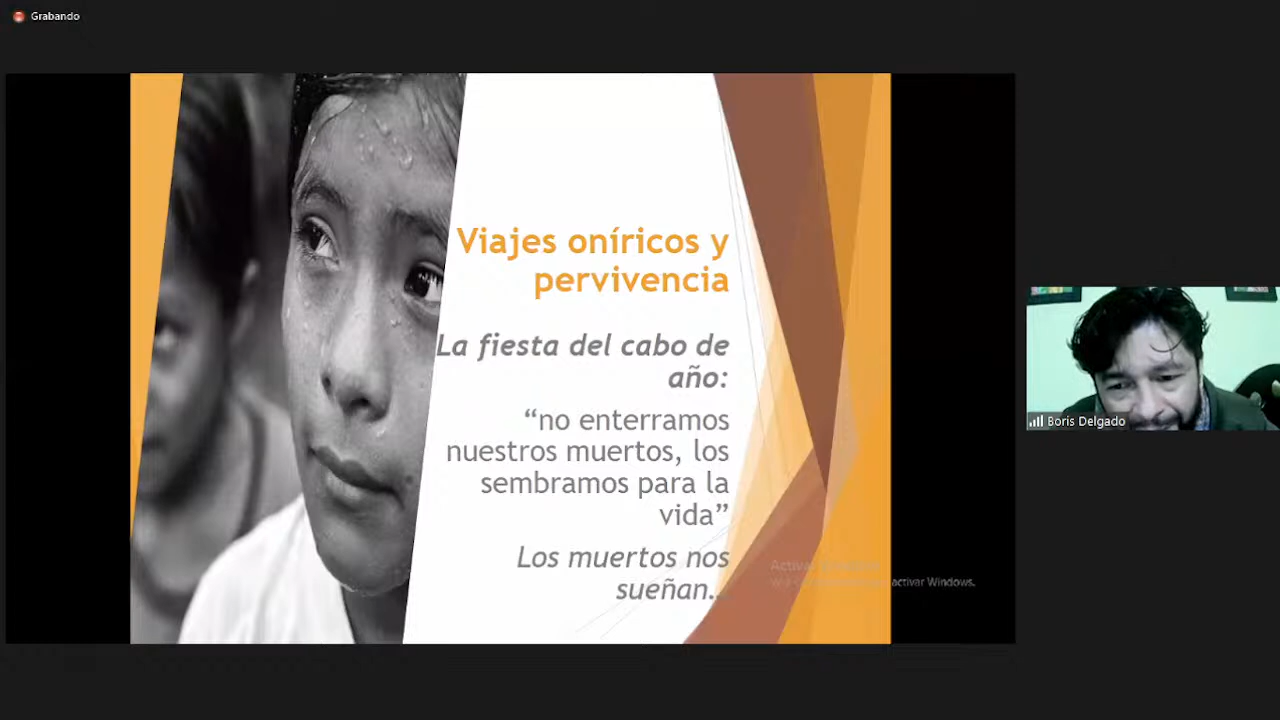 Grabando
Viajes oníricos y
pervivencia
La fiesta del cabo de
año:
“no enterramos
nuestros muertos, los
sembramos para la
vida”
Los muertos nos
sueñan...
activar Windows.
Boris Delgado